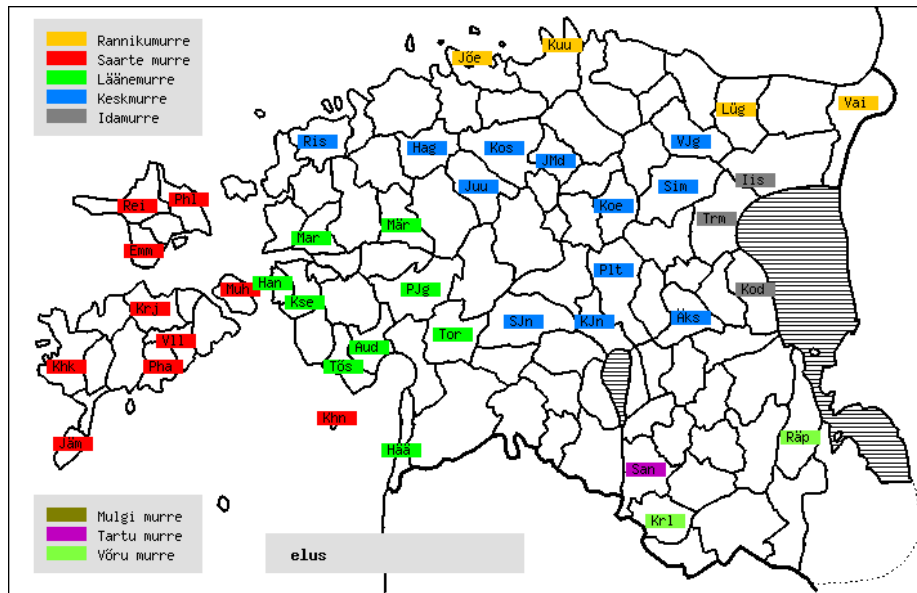 Rannikumurre
Saarte murre
Läänemurre
Keskmurre
Idamurre
Kuu
Jõe
Lüg
Vai
Ris
Hag
Kos
JMd
VJg
Iis
Juu
Koe
Sim
Trm
Rei
Phl
Emm
Mar
Mär
Plt
Muh
Han
Kse
PJg
Kod
Krj
SJn
KJn
Äks
Vll
Aud
Tor
Khk
Pha
Tõs
Khn
Jäm
Hää
Räp
San
Krl
Mulgi murre
Tartu murre
Võru murre
elus